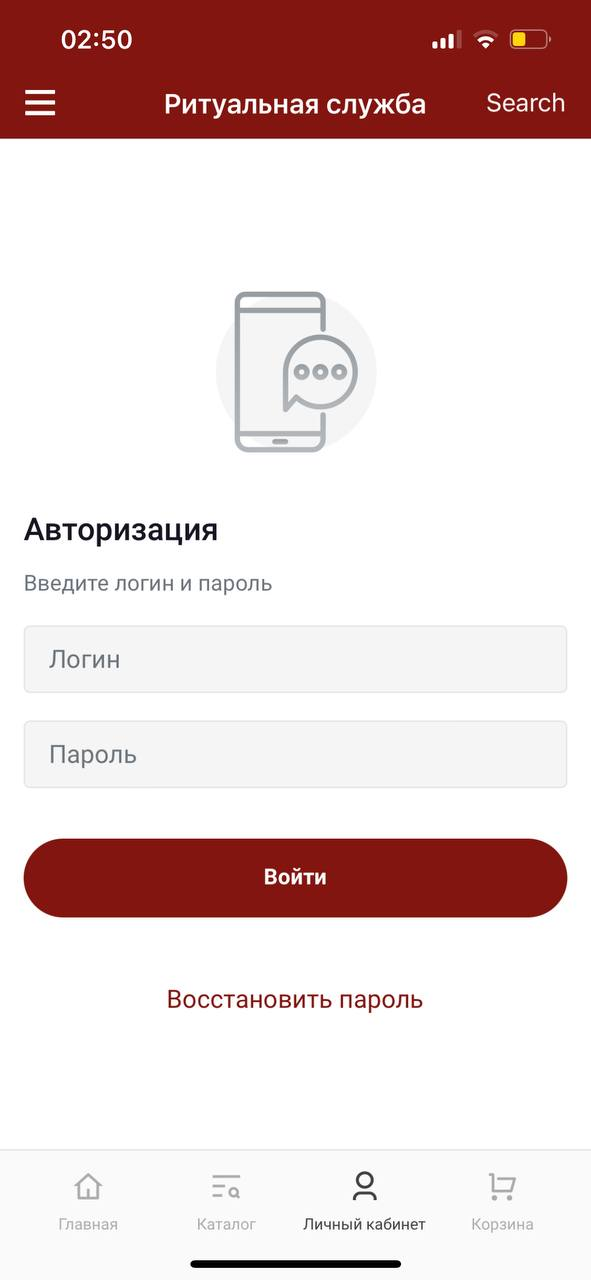 02:50
Ритуальная служба
Search
Авторизация
Введите логин и пароль
Логин
Пароль
Войти
Восстановить пароль
Главная
Каталог
Личный кабинет
Корзина